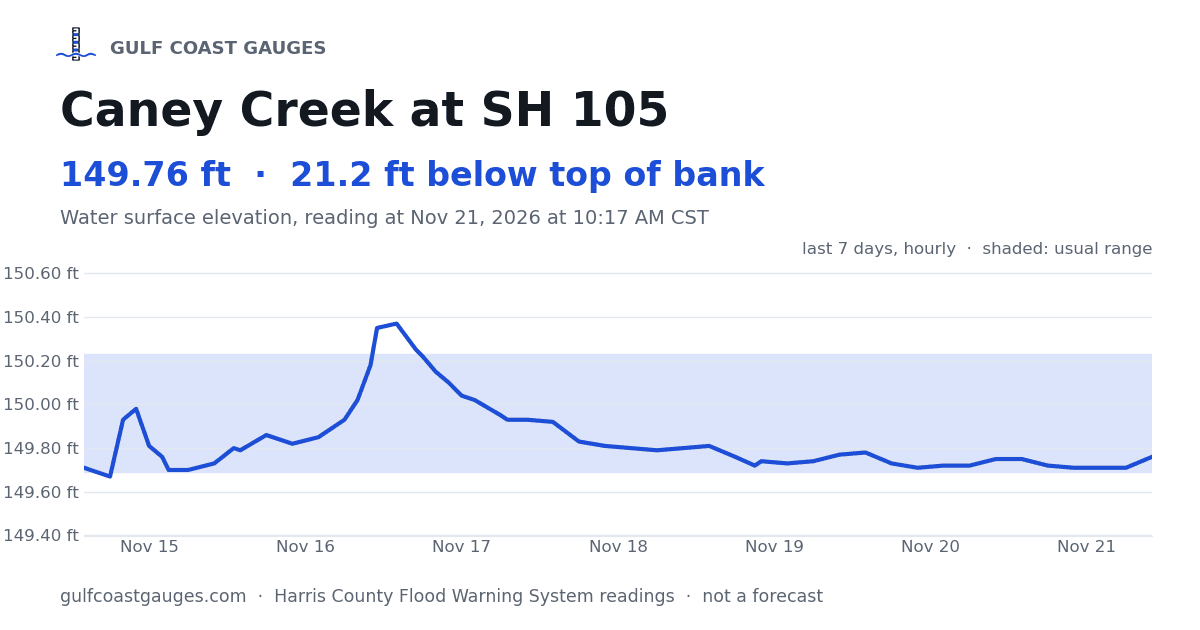 GULF COAST GAUGES
Caney Creek at SH 105
149.76 ft · 21.2 ft below top of bank
Water surface elevation, reading at Nov 21, 2026 at 10:17 AM CST
last 7 days, hourly · shaded: usual range
150.60 ft
150.40 ft
150.20 ft
150.00 ft
149.80 ft
149.60 ft
149.40 ft
Nov 15 Nov 16 Nov 17 Nov 18 Nov 19 Nov 20 Nov 21
gulfcoastgauges.com · Harris County Flood Warning System readings · not a forecast